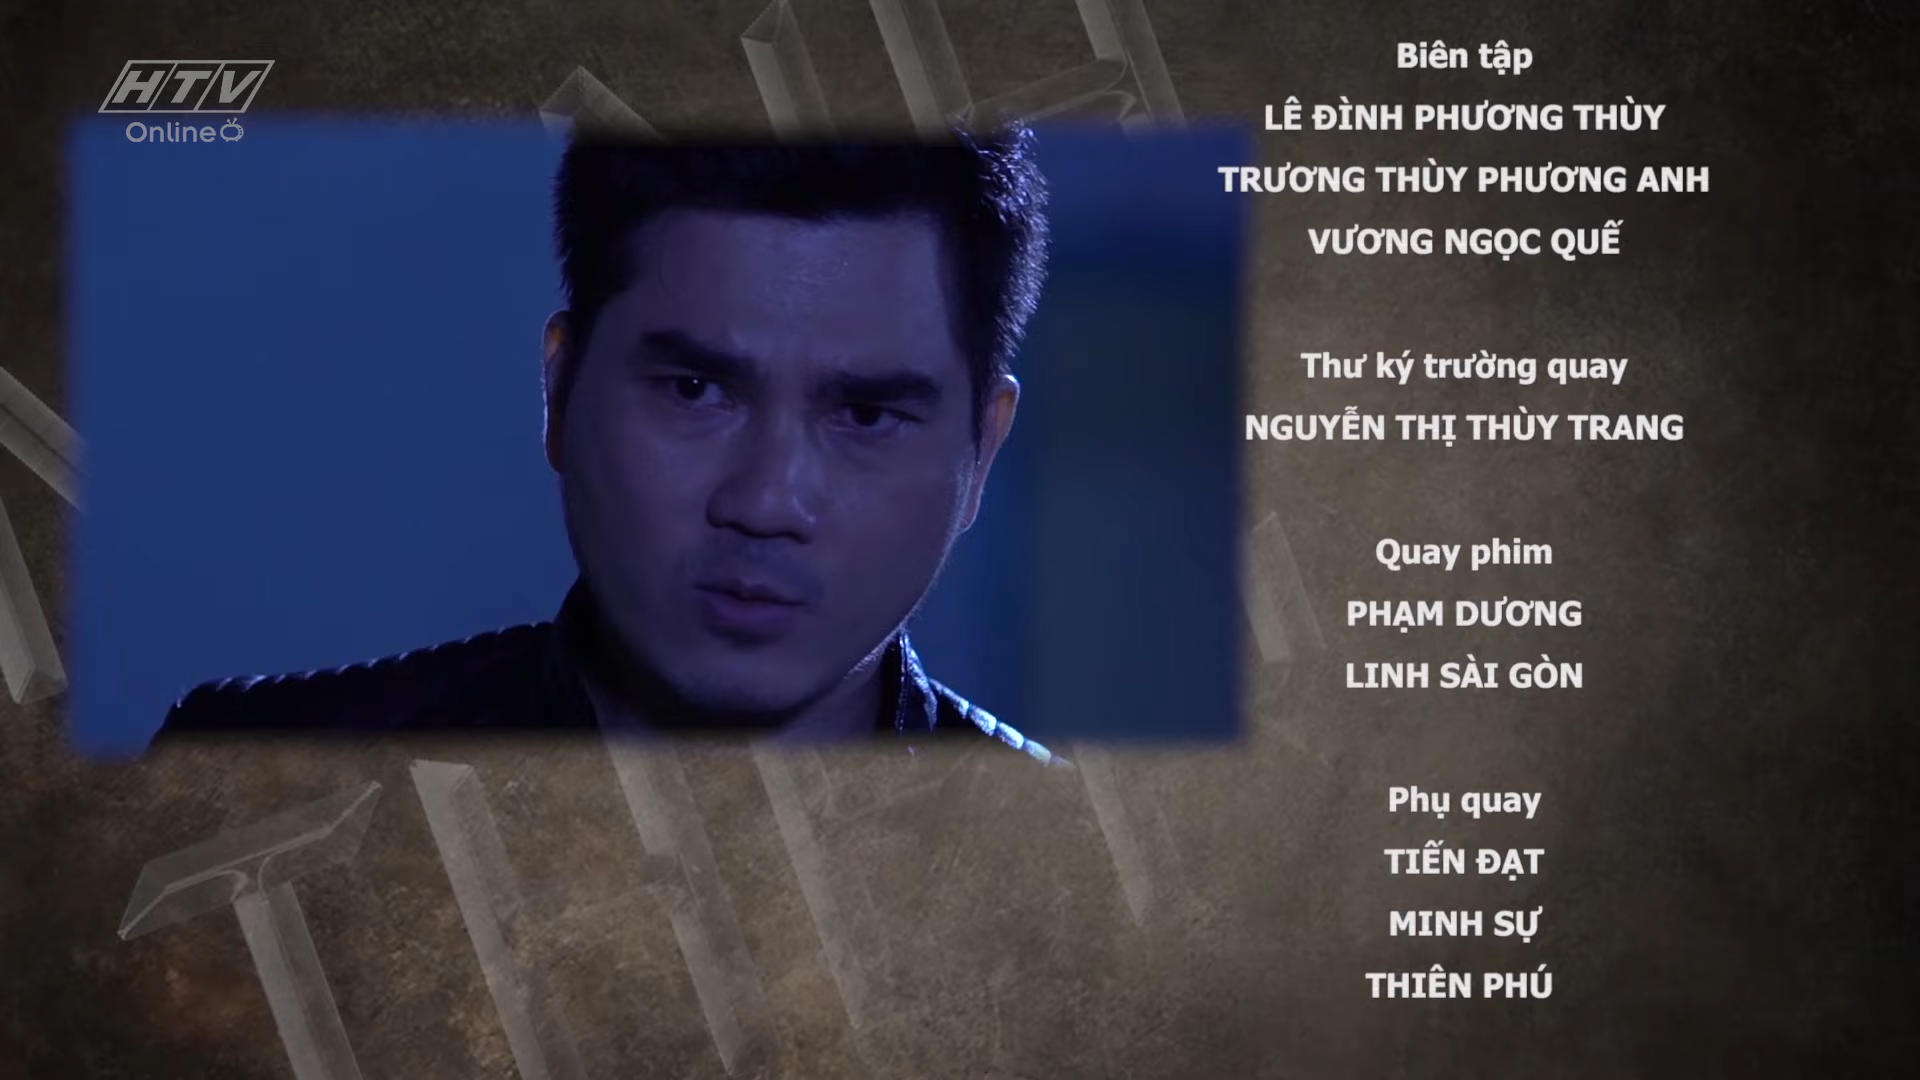 HTV
Online
Biên tập
LÊ ĐÌNH PHƯƠNG THÙY
TRƯƠNG THÙY PHƯƠNG ANH
VƯƠNG NGỌC QUẾ
Thư ký trường quay
NGUYỄN THỊ THÙY TRANG
Quay phim
PHẠM DƯƠNG
LINH SÀI GÒN
Phụ quay
TIẾN ĐẠT
MINH SỰ
THIÊN PHÚ